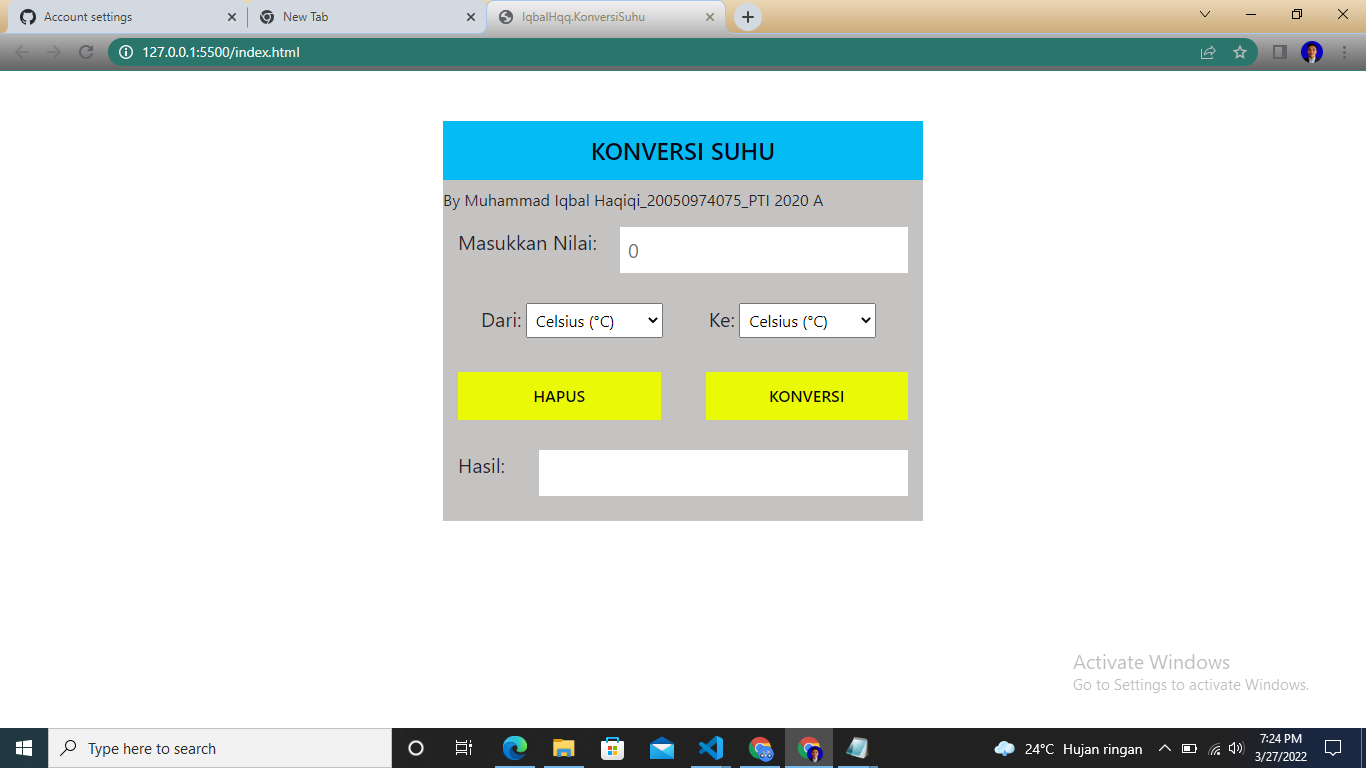 Account settings
New Tab
IqbalHqq.KonversiSuhu
127.0.0.1:5500/index.html
KONVERSI SUHU
By Muhammad Iqbal Haqiqi_20050974075_PTI 2020 A
Masukkan Nilai: 0
Dari: Celsius (°C) Ke: Celsius (°C)
HAPUS KONVERSI
Hasil:
Activate Windows
Go to Settings to activate Windows.
Type here to search
24°C Hujan ringan
7:24 PM
3/27/2022